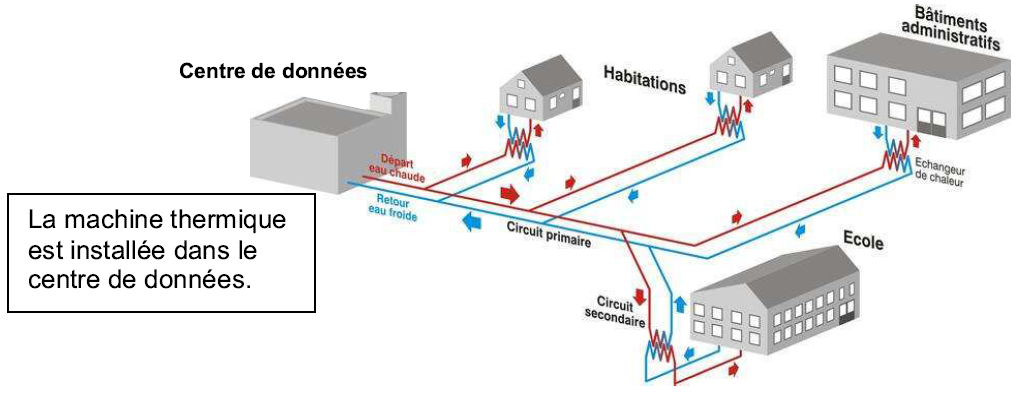 Bâtiments
administratifs
Centre de données
Habitations
Départ
eau chaude
Echangeur
de chaleur
Retour
eau froide
La machine thermique
est installée dans le
centre de données.
Circuit primaire
Ecole
Circuit
secondaire